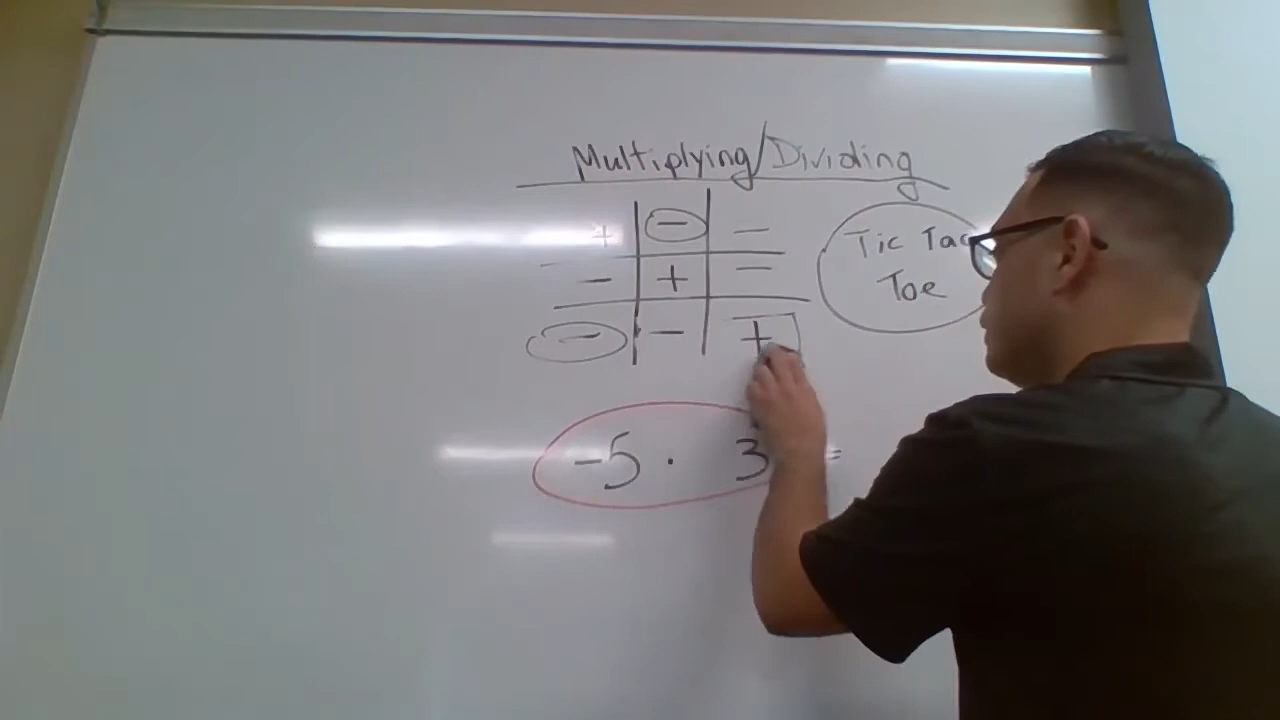 Multiplying/Dividing
+ - -
- + -
- - +
Tic Tac
Toe
-5 · 3 =